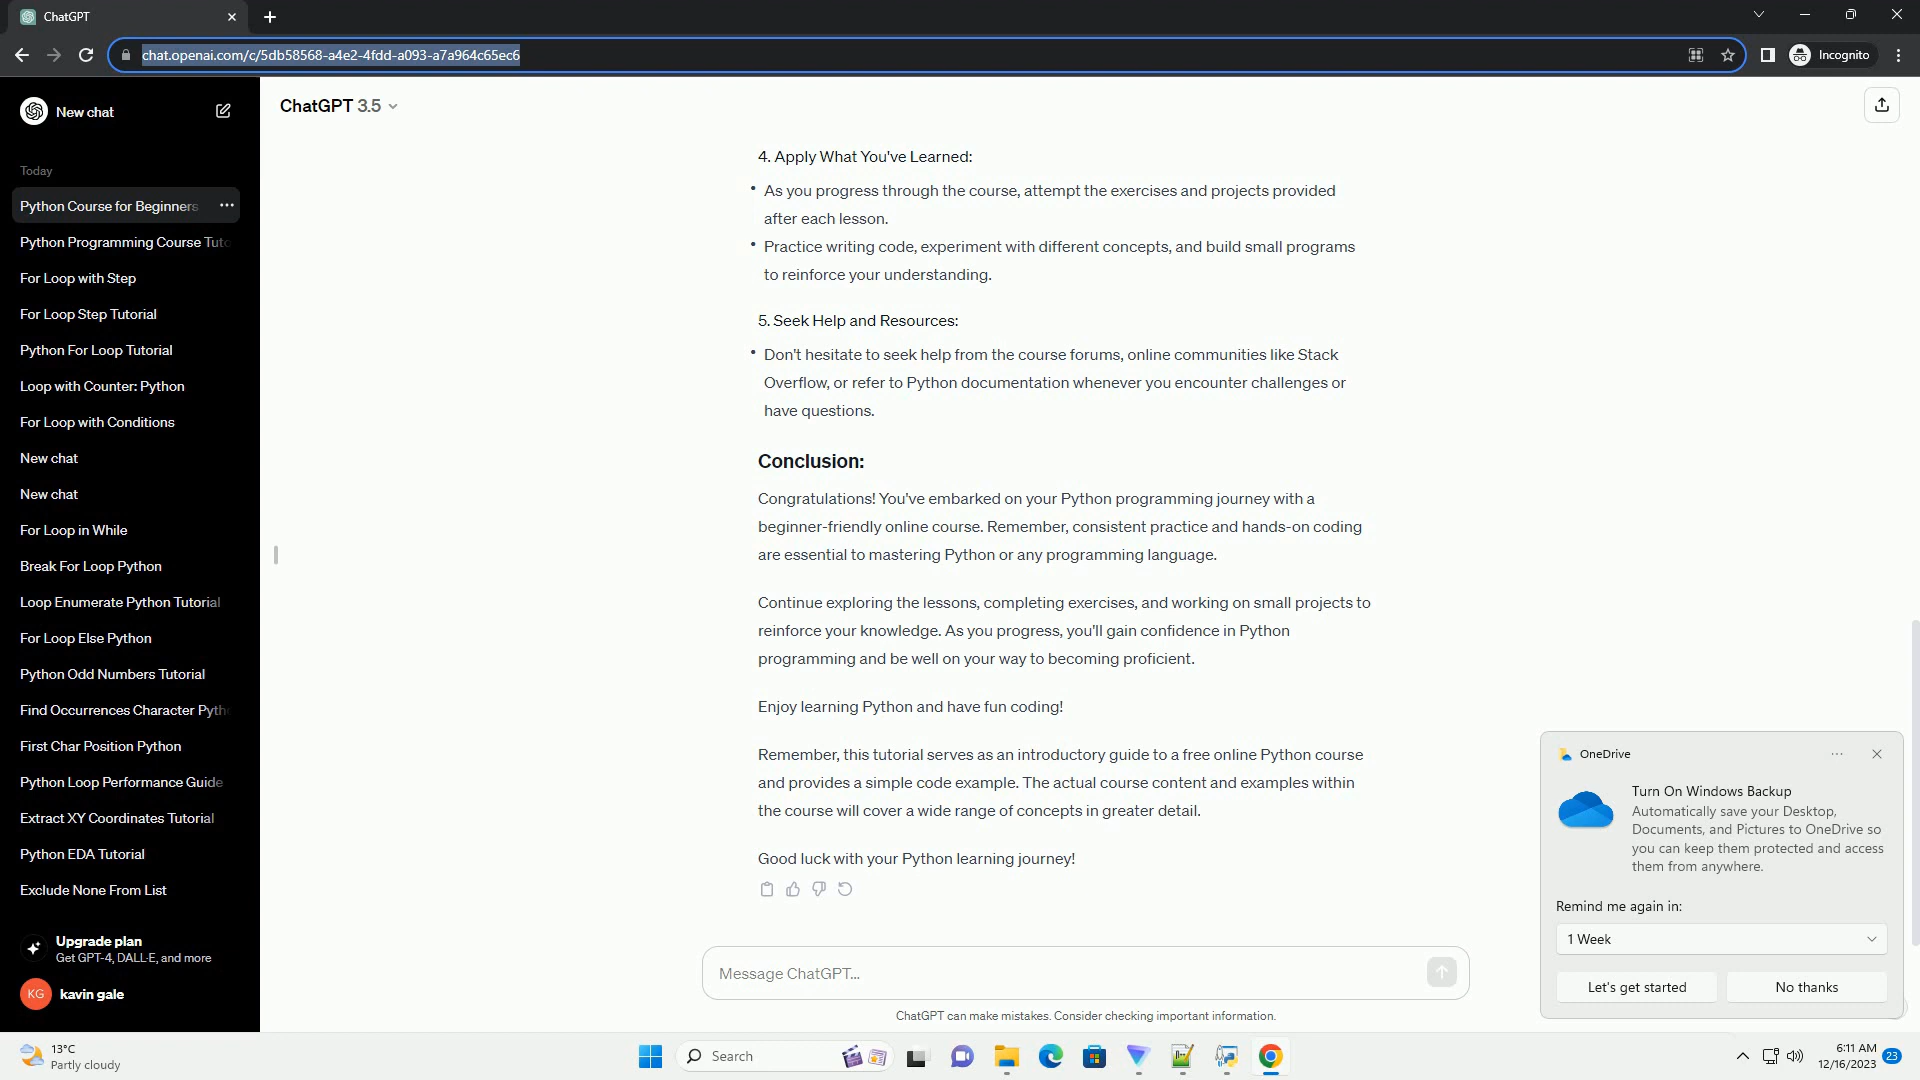 ChatGPT
chat.openai.com/c/5db58568-a4e2-4fdd-a093-a7a964c65ec6
Incognito
New chat
ChatGPT 3.5
Today
Python Course for Beginners
Python Programming Course Tuto
For Loop with Step
For Loop Step Tutorial
Python For Loop Tutorial
Loop with Counter: Python
For Loop with Conditions
New chat
New chat
For Loop in While
Break For Loop Python
Loop Enumerate Python Tutorial
For Loop Else Python
Python Odd Numbers Tutorial
Find Occurrences Character Pyth
First Char Position Python
Python Loop Performance Guide
Extract XY Coordinates Tutorial
Python EDA Tutorial
Exclude None From List
Upgrade plan
Get GPT-4, DALL·E, and more
KG
kavin gale
4. Apply What You've Learned:
• As you progress through the course, attempt the exercises and projects provided
after each lesson.
• Practice writing code, experiment with different concepts, and build small programs
to reinforce your understanding.
5. Seek Help and Resources:
• Don't hesitate to seek help from the course forums, online communities like Stack
Overflow, or refer to Python documentation whenever you encounter challenges or
have questions.
Conclusion:
Congratulations! You've embarked on your Python programming journey with a
beginner-friendly online course. Remember, consistent practice and hands-on coding
are essential to mastering Python or any programming language.
Continue exploring the lessons, completing exercises, and working on small projects to
reinforce your knowledge. As you progress, you'll gain confidence in Python
programming and be well on your way to becoming proficient.
Enjoy learning Python and have fun coding!
Remember, this tutorial serves as an introductory guide to a free online Python course
and provides a simple code example. The actual course content and examples within
the course will cover a wide range of concepts in greater detail.
Good luck with your Python learning journey!
Message ChatGPT...
ChatGPT can make mistakes. Consider checking important information.
OneDrive
Turn On Windows Backup
Automatically save your Desktop,
Documents, and Pictures to OneDrive so
you can keep them protected and access
them from anywhere.
Remind me again in:
1 Week
Let's get started
No thanks
13°C
Partly cloudy
Search
6:11 AM
12/16/2023
23